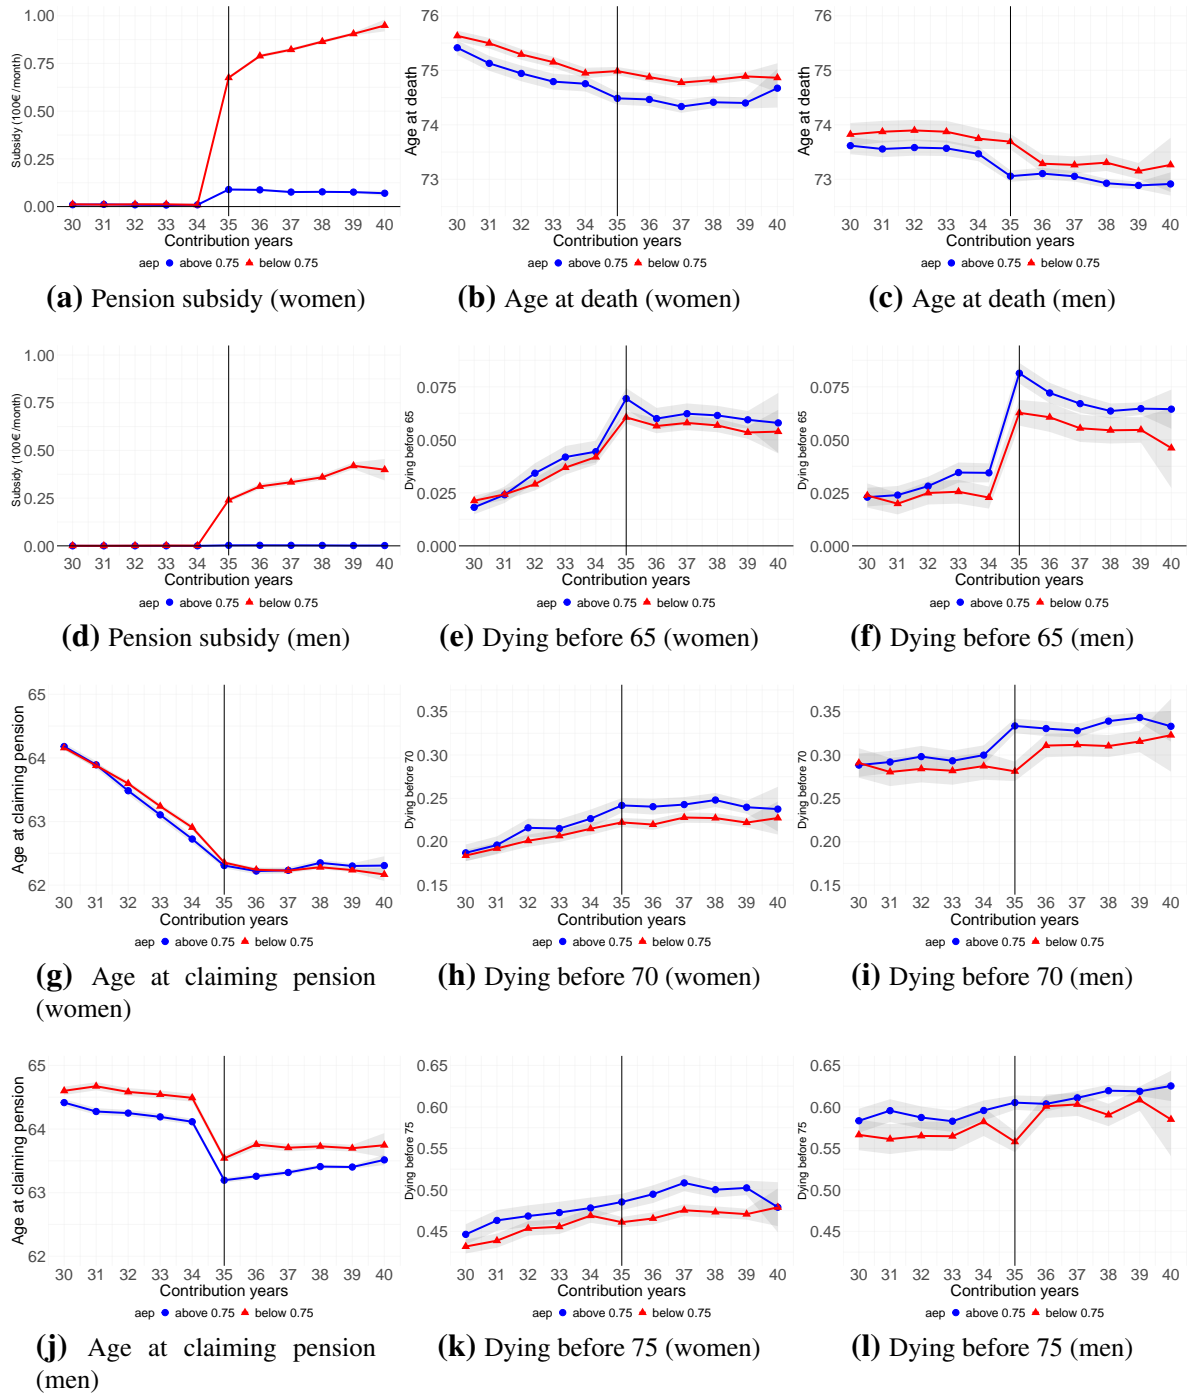 1.00
0.75
0.50
0.25
0.00
Subsidy (100€/month)
30 31 32 33 34 35 36 37 38 39 40
Contribution years
aep above 0.75 below 0.75
(a) Pension subsidy (women)
76
75
74
73
Age at death
30 31 32 33 34 35 36 37 38 39 40
Contribution years
aep above 0.75 below 0.75
(b) Age at death (women)
76
75
74
73
Age at death
30 31 32 33 34 35 36 37 38 39 40
Contribution years
aep above 0.75 below 0.75
(c) Age at death (men)
1.00
0.75
0.50
0.25
0.00
Subsidy (100€/month)
30 31 32 33 34 35 36 37 38 39 40
Contribution years
aep above 0.75 below 0.75
(d) Pension subsidy (men)
0.075
0.050
0.025
0.000
Dying before 65
30 31 32 33 34 35 36 37 38 39 40
Contribution years
aep above 0.75 below 0.75
(e) Dying before 65 (women)
0.075
0.050
0.025
0.000
Dying before 65
30 31 32 33 34 35 36 37 38 39 40
Contribution years
aep above 0.75 below 0.75
(f) Dying before 65 (men)
65
64
63
62
Age at claiming pension
30 31 32 33 34 35 36 37 38 39 40
Contribution years
aep above 0.75 below 0.75
(g) Age at claiming pension
(women)
0.35
0.30
0.25
0.20
0.15
Dying before 70
30 31 32 33 34 35 36 37 38 39 40
Contribution years
aep above 0.75 below 0.75
(h) Dying before 70 (women)
0.35
0.30
0.25
0.20
0.15
Dying before 70
30 31 32 33 34 35 36 37 38 39 40
Contribution years
aep above 0.75 below 0.75
(i) Dying before 70 (men)
65
64
63
62
Age at claiming pension
30 31 32 33 34 35 36 37 38 39 40
Contribution years
aep above 0.75 below 0.75
(j) Age at claiming pension
(men)
0.65
0.60
0.55
0.50
0.45
Dying before 75
30 31 32 33 34 35 36 37 38 39 40
Contribution years
aep above 0.75 below 0.75
(k) Dying before 75 (women)
0.65
0.60
0.55
0.50
0.45
Dying before 75
30 31 32 33 34 35 36 37 38 39 40
Contribution years
aep above 0.75 below 0.75
(l) Dying before 75 (men)